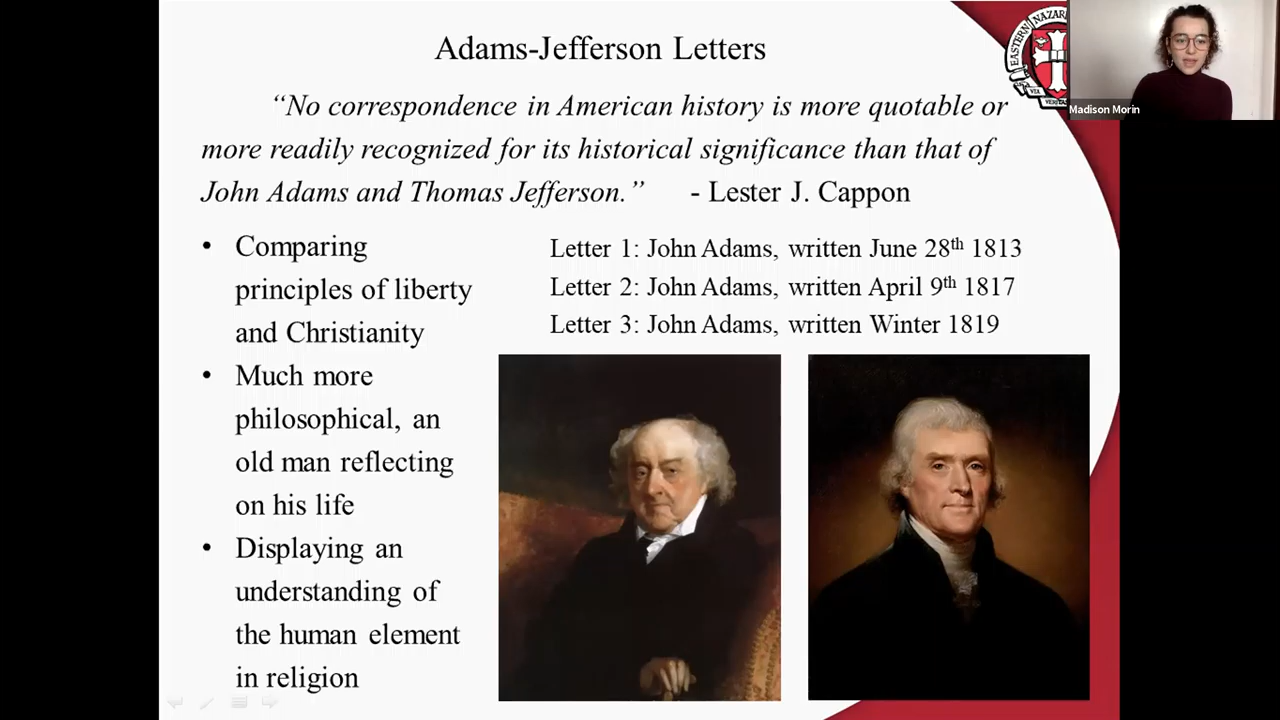 Adams-Jefferson Letters
“No correspondence in American history is more quotable or
more readily recognized for its historical significance than that of
John Adams and Thomas Jefferson.” - Lester J. Cappon
• Comparing
principles of liberty
and Christianity
• Much more
philosophical, an
old man reflecting
on his life
• Displaying an
understanding of
the human element
in religion
Letter 1: John Adams, written June 28th 1813
Letter 2: John Adams, written April 9th 1817
Letter 3: John Adams, written Winter 1819
EASTERN
VIA
Madison Morin